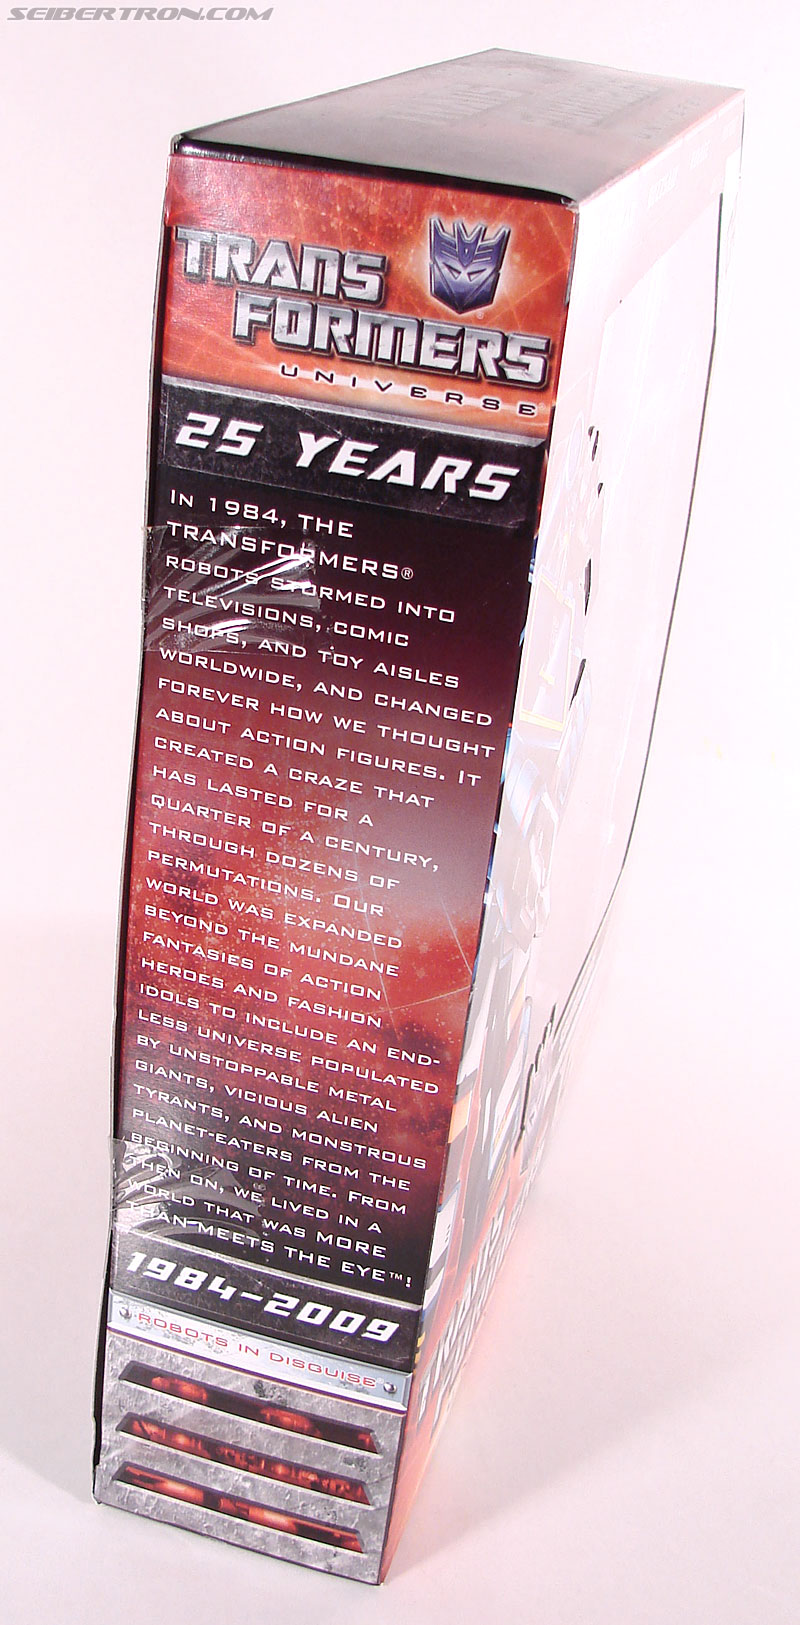 SEIBERTRON.COM
TRANS
FORMERS
UNIVERSE
25 YEARS
IN 1984, THE
TRANSFORMERS®
ROBOTS STORMED INTO
TELEVISIONS, COMIC
SHOPS, AND TOY AISLES
WORLDWIDE, AND CHANGED
FOREVER HOW WE THOUGHT
ABOUT ACTION FIGURES. IT
CREATED A CRAZE THAT
HAS LASTED FOR A
QUARTER OF A CENTURY,
THROUGH DOZENS OF
PERMUTATIONS. OUR
WORLD WAS EXPANDED
BEYOND THE MUNDANE
FANTASIES OF ACTION
HEROES AND FASHION
IDOLS TO INCLUDE AN END-
LESS UNIVERSE POPULATED
BY UNSTOPPABLE METAL
GIANTS, VICIOUS ALIEN
TYRANTS, AND MONSTROUS
PLANET-EATERS FROM THE
BEGINNING OF TIME. FROM
THEN ON, WE LIVED IN A
WORLD THAT WAS MORE
THAN MEETS THE EYE™!
1984-2009
ROBOTS IN DISGUISE